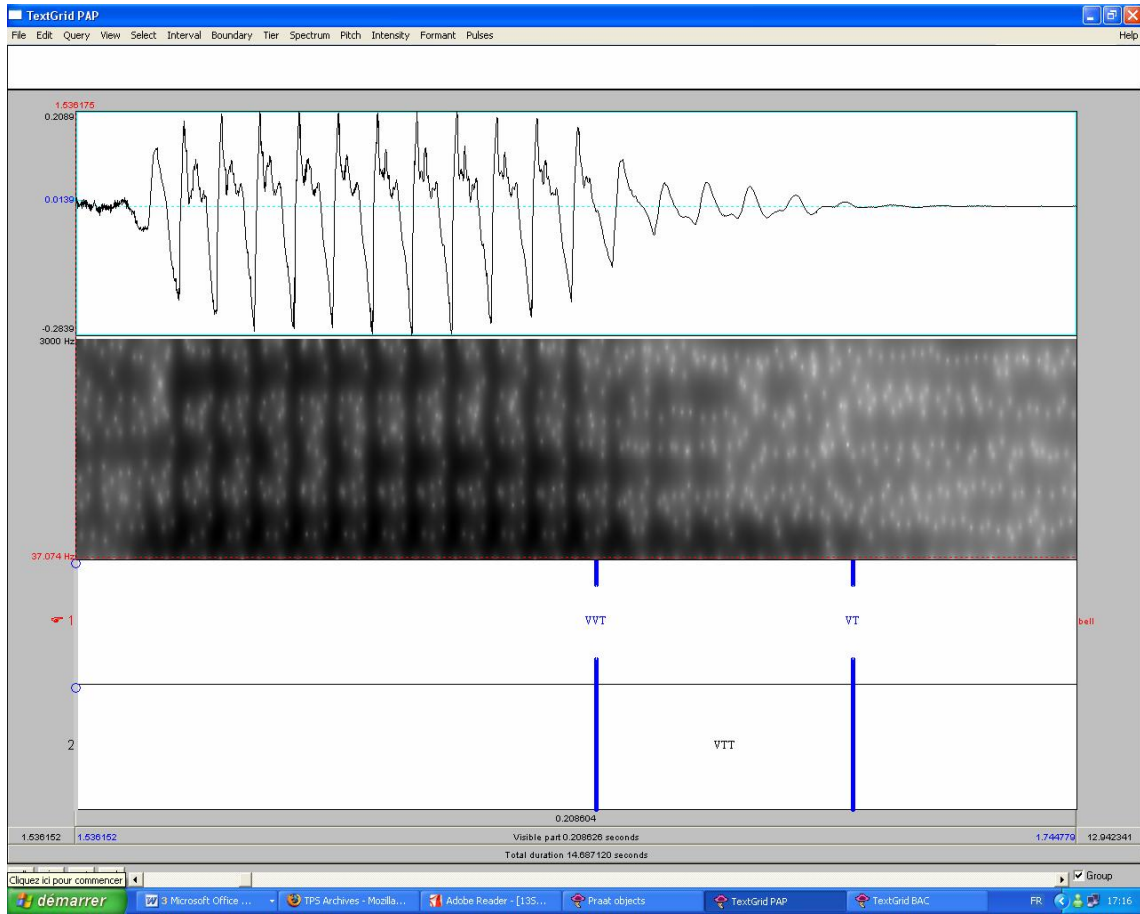 TextGrid PAP
File Edit Query View Select Interval Boundary Tier Spectrum Pitch Intensity Formant Pulses Help
1.536175
0.2089
0.0139
-0.2839
3000 Hz
37.074 Hz
1 VVT VT bell
2 VTT
0.208604
1.536152 1.536152 Visible part 0.208626 seconds 1.744779 12.942341
Total duration 14.687120 seconds
Group
Cliquez ici pour commencer
démarrer 3 Microsoft Office ... TPS Archives - Mozilla... Adobe Reader - [13S... Praat objects TextGrid PAP TextGrid BAC FR 17:16